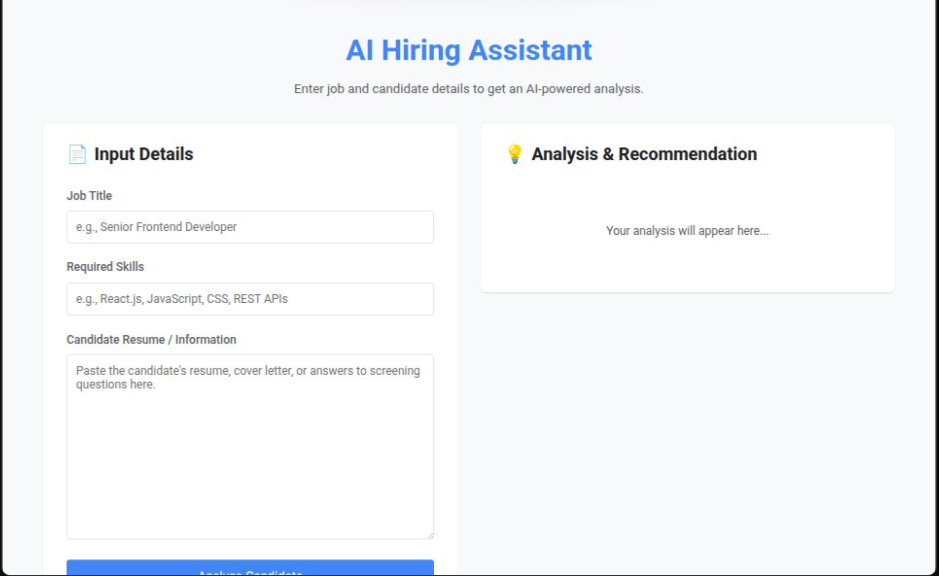 AI Hiring Assistant
Enter job and candidate details to get an AI-powered analysis.
📄 Input Details
Job Title
e.g., Senior Frontend Developer
Required Skills
e.g., React.js, JavaScript, CSS, REST APIs
Candidate Resume / Information
Paste the candidate's resume, cover letter, or answers to screening
questions here.
Analyze Candidate
💡 Analysis & Recommendation
Your analysis will appear here...